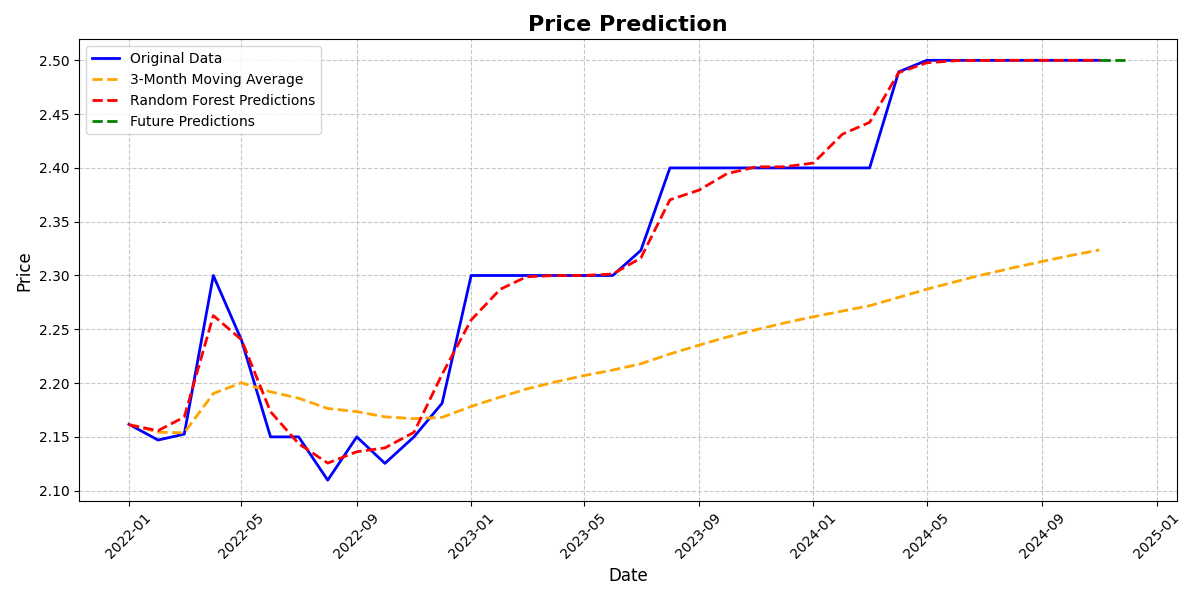 Price Prediction
Original Data
3-Month Moving Average
Random Forest Predictions
Future Predictions
Price
2.50
2.45
2.40
2.35
2.30
2.25
2.20
2.15
2.10
2022-01
2022-05
2022-09
2023-01
2023-05
2023-09
2024-01
2024-05
2024-09
2025-01
Date